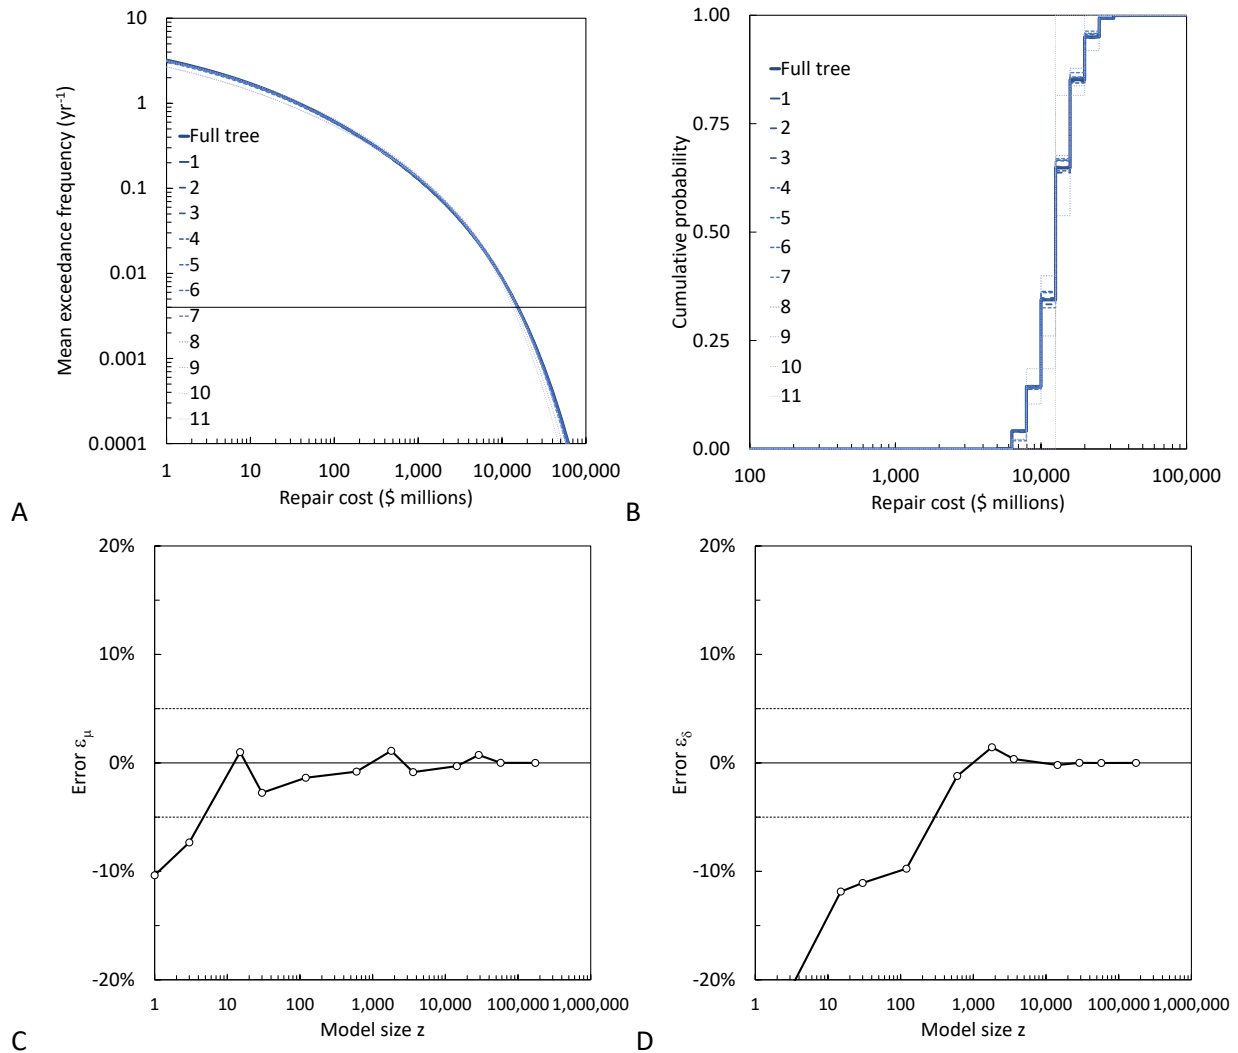 10
1
0.1
0.01
0.001
0.0001
Mean exceedance frequency (yr-1)
Full tree
1
2
3
4
5
6
7
8
9
10
11
1 10 100 1,000 10,000 100,000
Repair cost ($ millions)
A
1.00
0.75
0.50
0.25
0.00
Cumulative probability
Full tree
1
2
3
4
5
6
7
8
9
10
11
100 1,000 10,000 100,000
Repair cost ($ millions)
B
20%
10%
0%
-10%
-20%
Error εμ
1 10 100 1,000 10,000 100,000 1,000,000
Model size z
C
20%
10%
0%
-10%
-20%
Error εδ
1 10 100 1,000 10,000 100,000 1,000,000
Model size z
D